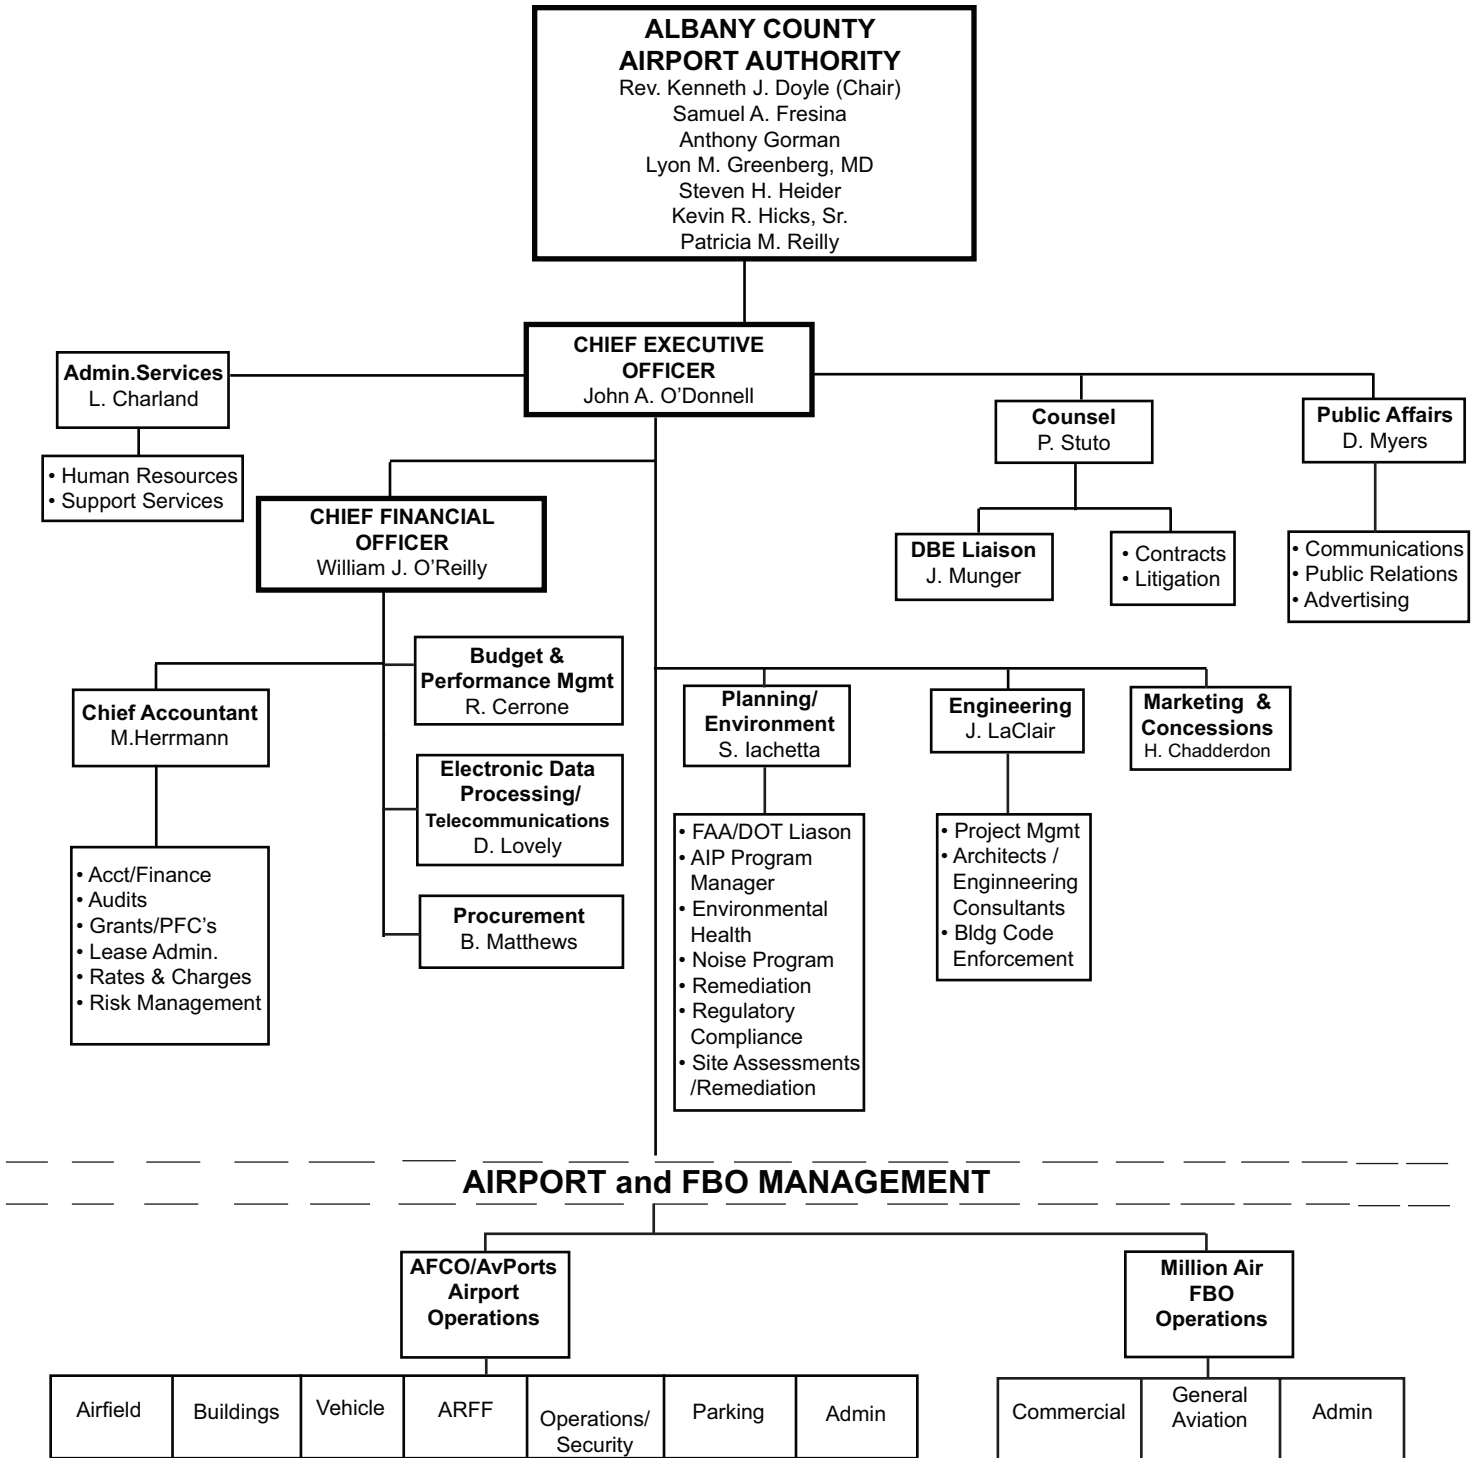 ALBANY COUNTY
AIRPORT AUTHORITY
Rev. Kenneth J. Doyle (Chair)
Samuel A. Fresina
Anthony Gorman
Lyon M. Greenberg, MD
Steven H. Heider
Kevin R. Hicks, Sr.
Patricia M. Reilly
CHIEF EXECUTIVE
OFFICER
John A. O'Donnell
Admin.Services
L. Charland
• Human Resources
• Support Services
Counsel
P. Stuto
Public Affairs
D. Myers
DBE Liaison
J. Munger
• Contracts
• Litigation
• Communications
• Public Relations
• Advertising
CHIEF FINANCIAL
OFFICER
William J. O'Reilly
Chief Accountant
M.Herrmann
• Acct/Finance
• Audits
• Grants/PFC's
• Lease Admin.
• Rates & Charges
• Risk Management
Budget &
Performance Mgmt
R. Cerrone
Electronic Data
Processing/
Telecommunications
D. Lovely
Procurement
B. Matthews
Planning/
Environment
S. Iachetta
• FAA/DOT Liason
• AIP Program
Manager
• Environmental
Health
• Noise Program
• Remediation
• Regulatory
Compliance
• Site Assessments
/Remediation
Engineering
J. LaClair
• Project Mgmt
• Architects /
Enginneering
Consultants
• Bldg Code
Enforcement
Marketing &
Concessions
H. Chadderdon
AIRPORT and FBO MANAGEMENT
AFCO/AvPorts
Airport
Operations
Airfield
Buildings
Vehicle
ARFF
Operations/
Security
Parking
Admin
Million Air
FBO
Operations
Commercial
General
Aviation
Admin